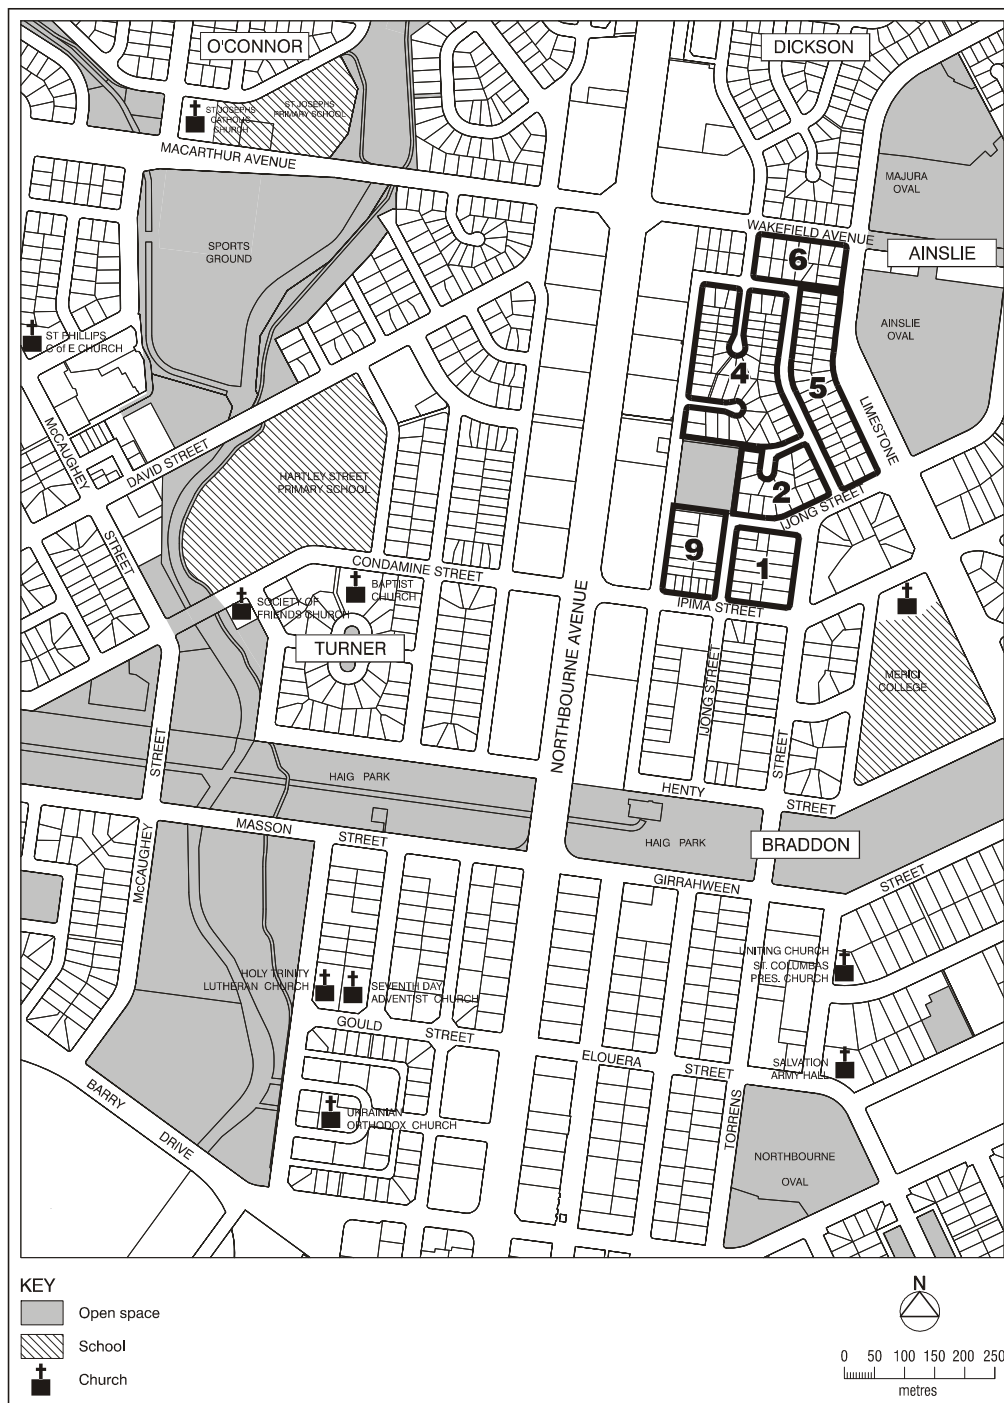 O'CONNOR
DICKSON
ST JOSEPHS
CATHOLIC
CHURCH
ST JOSEPHS
PRIMARY SCHOOL
MACARTHUR AVENUE
MAJURA
OVAL
WAKEFIELD AVENUE
AINSLIE
SPORTS
GROUND
6
AINSLIE
OVAL
ST PHILLIPS
C of E CHURCH
4
5
LIMESTONE
McCAUGHEY
STREET
DAVID STREET
HARTLEY STREET
PRIMARY SCHOOL
2
IJONG STREET
9
1
CONDAMINE STREET
BAPTIST
CHURCH
SOCIETY OF
FRIENDS CHURCH
IPIMA STREET
TURNER
NORTHBOURNE AVENUE
IJONG STREET
MERICI
COLLEGE
STREET
STREET
HAIG PARK
HENTY
STREET
MASSON
STREET
HAIG PARK
BRADDON
McCAUGHEY
GIRRAHWEEN
STREET
UNITING CHURCH
ST. COLUMBAS
PRES. CHURCH
HOLY TRINITY
LUTHERAN CHURCH
SEVENTH DAY
ADVENTIST CHURCH
GOULD
STREET
ELOUERA
STREET
SALVATION
ARMY HALL
BARRY
DRIVE
UKRAINIAN
ORTHODOX CHURCH
TORRENS
NORTHBOURNE
OVAL
KEY
Open space
School
Church
N
0 50 100 150 200 250
metres